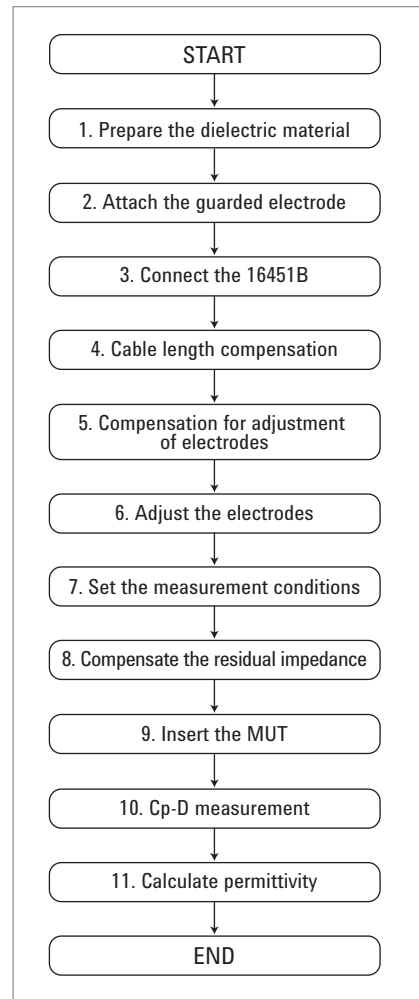 START
1. Prepare the dielectric material
2. Attach the guarded electrode
3. Connect the 16451B
4. Cable length compensation
5. Compensation for adjustment
of electrodes
6. Adjust the electrodes
7. Set the measurement conditions
8. Compensate the residual impedance
9. Insert the MUT
10. Cp-D measurement
11. Calculate permittivity
END